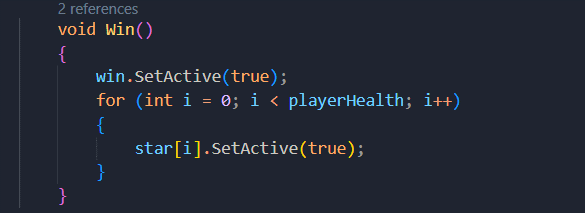 2 references
void Win()
{
win.SetActive(true);
for (int i = 0; i < playerHealth; i++)
{
star[i].SetActive(true);
}
}